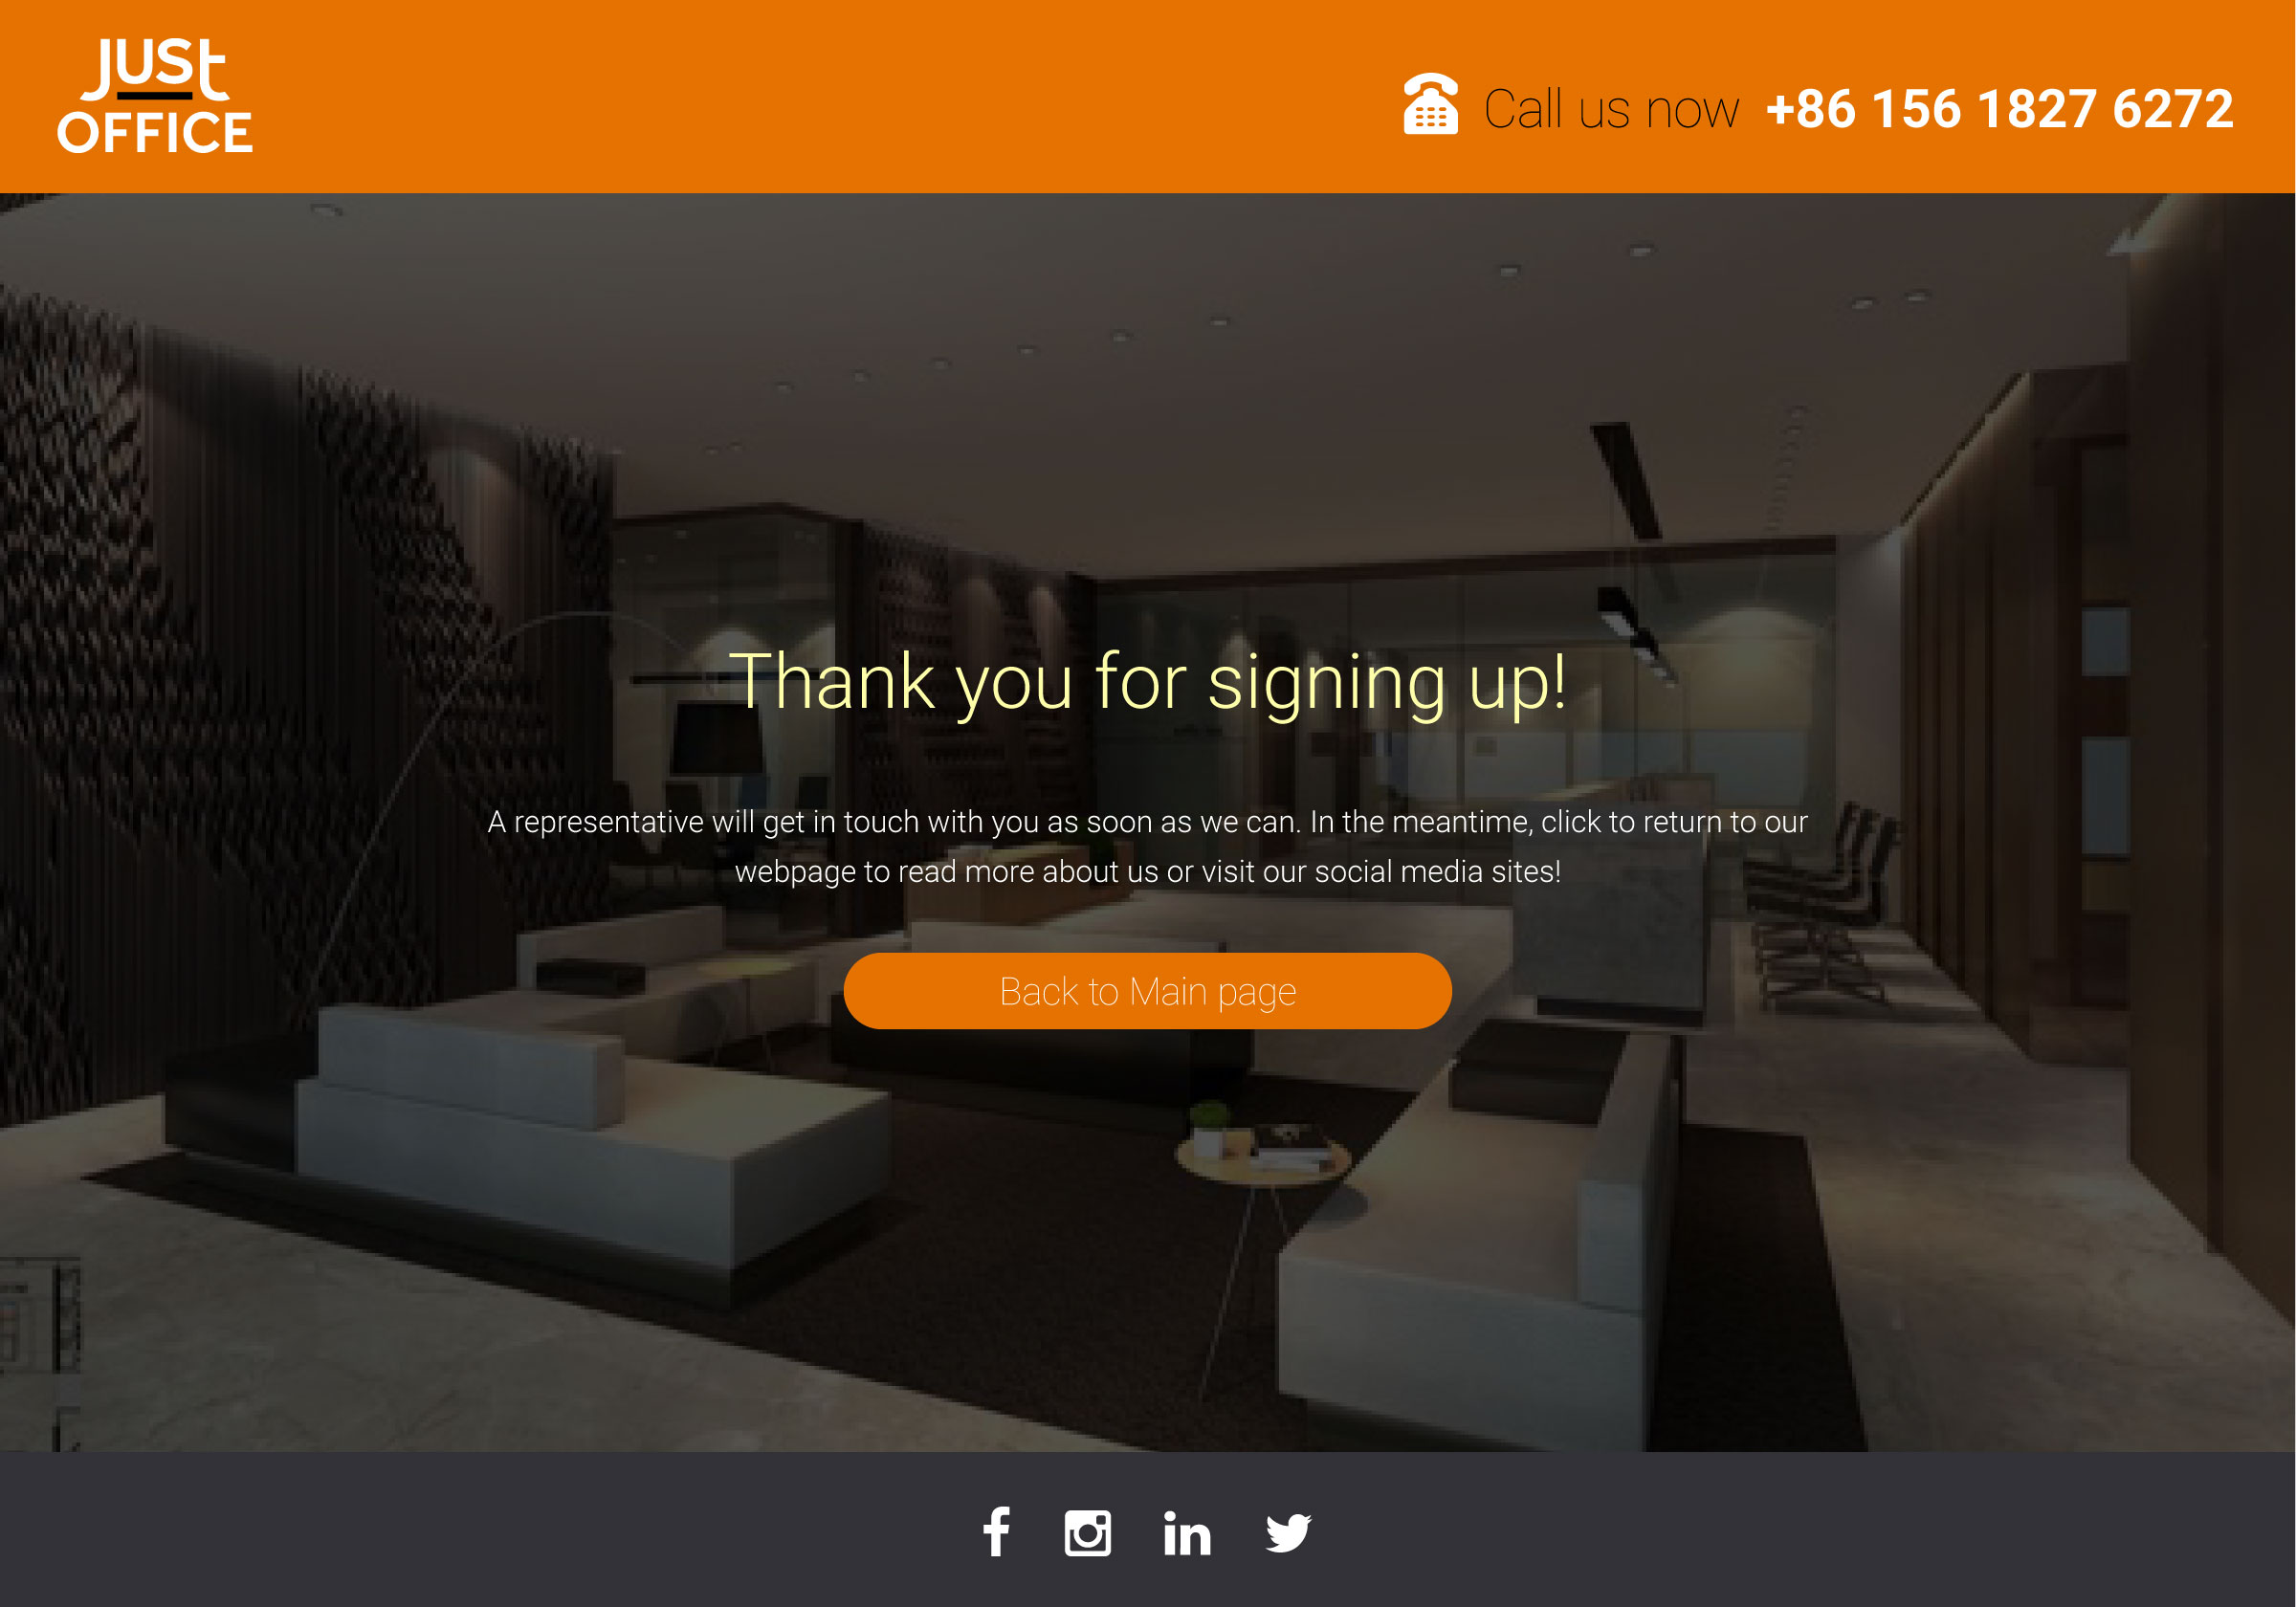 JUST
OFFICE
Call us now +86 156 1827 6272
Thank you for signing up!
A representative will get in touch with you as soon as we can. In the meantime, click to return to our
webpage to read more about us or visit our social media sites!
Back to Main page